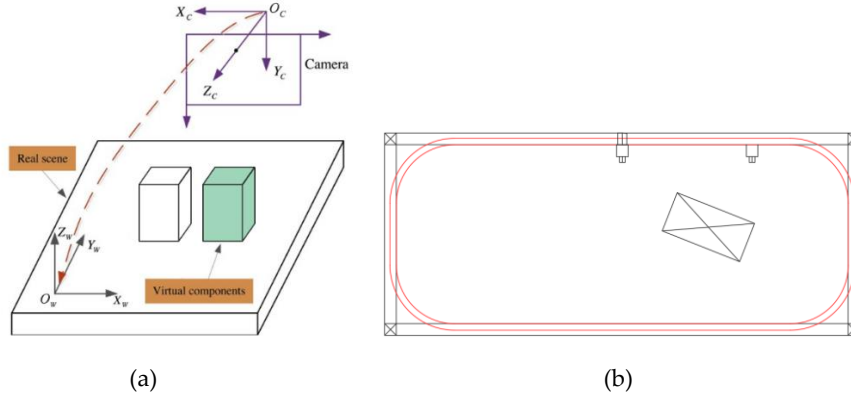 X_C
O_C
Camera
Y_C
Z_C
Real scene
Z_W
Y_W
O_W
X_W
Virtual components
(a)
(b)